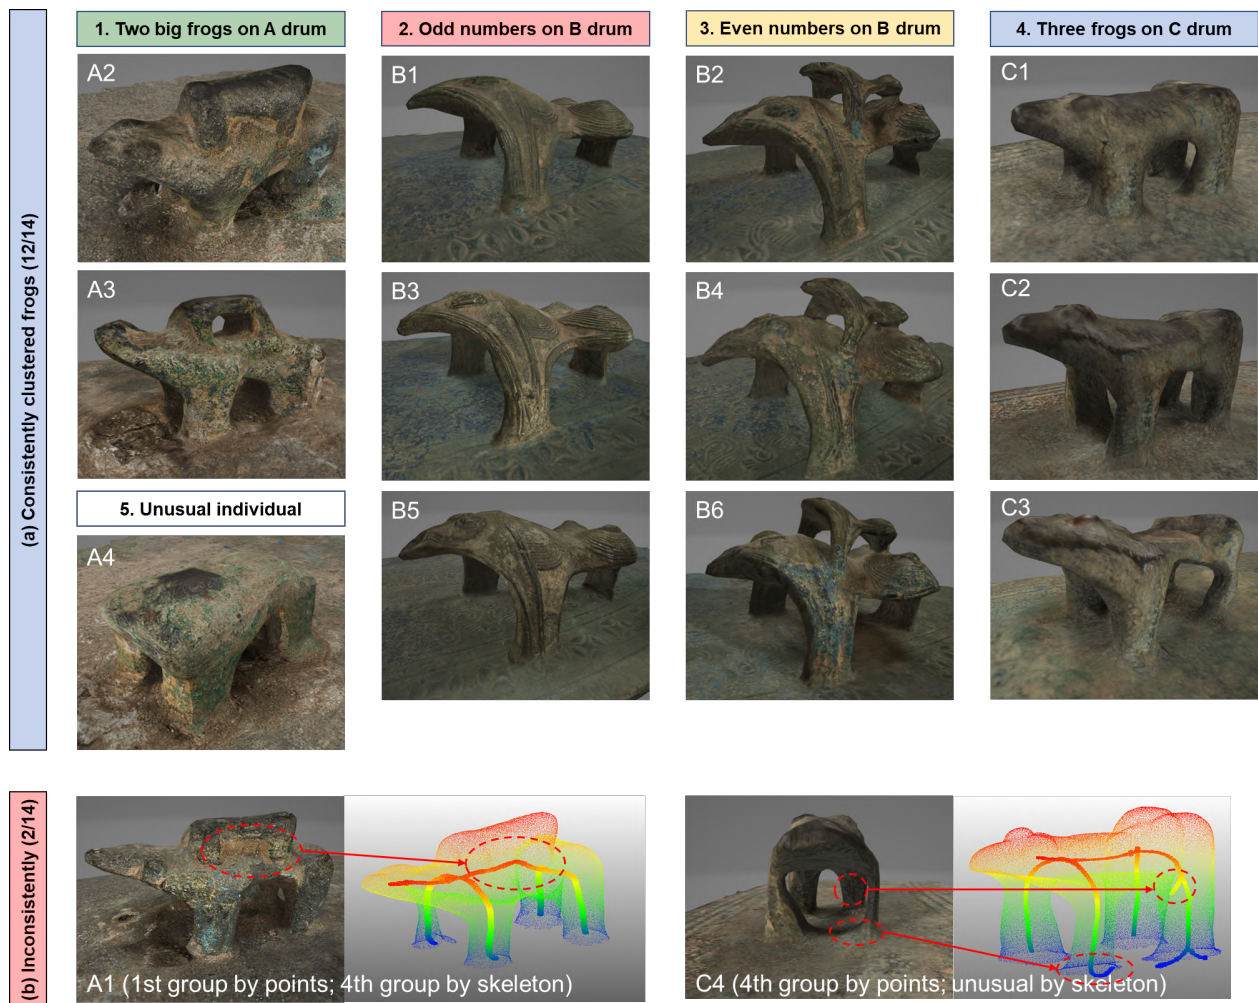 1. Two big frogs on A drum
2. Odd numbers on B drum
3. Even numbers on B drum
4. Three frogs on C drum
(a) Consistently clustered frogs (12/14)
A2
B1
B2
C1
A3
B3
B4
C2
5. Unusual individual
A4
B5
B6
C3
(b) Inconsistently (2/14)
A1 (1st group by points; 4th group by skeleton)
C4 (4th group by points; unusual by skeleton)